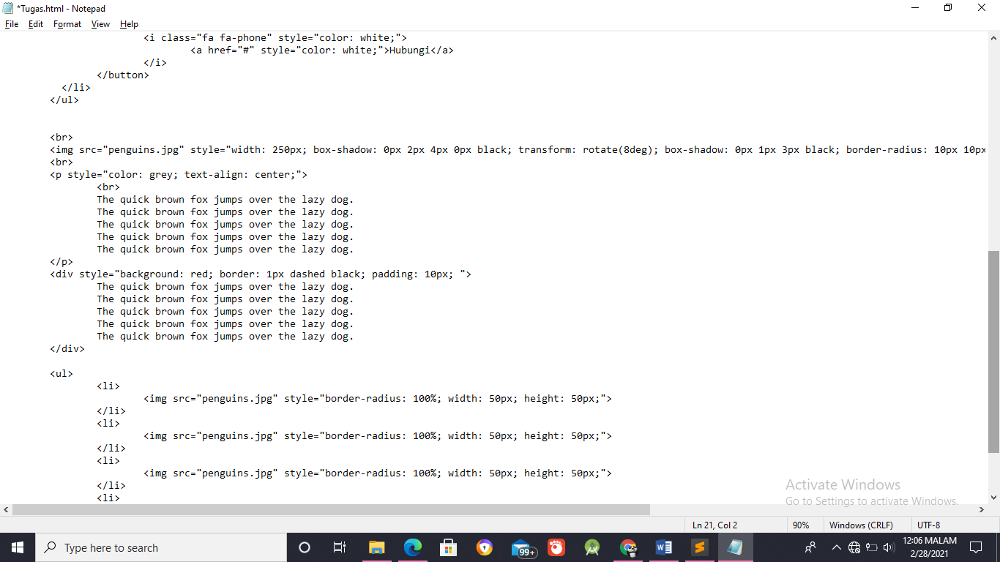 *Tugas.html - Notepad
File Edit Format View Help
<i class="fa fa-phone" style="color: white;">
<a href="#" style="color: white;">Hubungi</a>
</i>
</button>
</li>
</ul>
<br>
<img src="penguins.jpg" style="width: 250px; box-shadow: 0px 2px 4px 0px black; transform: rotate(8deg); box-shadow: 0px 1px 3px black; border-radius: 10px 10px
<br>
<p style="color: grey; text-align: center;">
<br>
The quick brown fox jumps over the lazy dog.
The quick brown fox jumps over the lazy dog.
The quick brown fox jumps over the lazy dog.
The quick brown fox jumps over the lazy dog.
The quick brown fox jumps over the lazy dog.
</p>
<div style="background: red; border: 1px dashed black; padding: 10px; ">
The quick brown fox jumps over the lazy dog.
The quick brown fox jumps over the lazy dog.
The quick brown fox jumps over the lazy dog.
The quick brown fox jumps over the lazy dog.
The quick brown fox jumps over the lazy dog.
</div>
<ul>
<li>
<img src="penguins.jpg" style="border-radius: 100%; width: 50px; height: 50px;">
</li>
<li>
<img src="penguins.jpg" style="border-radius: 100%; width: 50px; height: 50px;">
</li>
<li>
<img src="penguins.jpg" style="border-radius: 100%; width: 50px; height: 50px;">
</li>
<li>
Activate Windows
Go to Settings to activate Windows.
Ln 21, Col 2 90% Windows (CRLF) UTF-8
Type here to search
99+
12:06 MALAM
2/28/2021